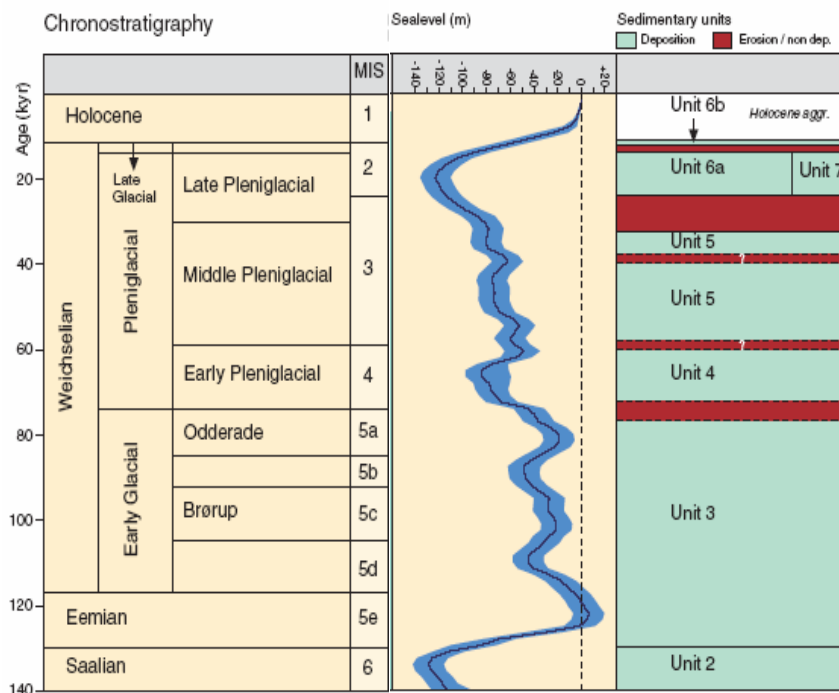 Chronostratigraphy
Sealevel (m)
Sedimentary units
Deposition
Erosion / non dep.
MIS
-140
-120
-100
-80
-60
-40
-20
0
+20
Age (kyr)
20
40
60
80
100
120
140
Holocene
1
Weichselian
Late
Glacial
Pleniglacial
Late Pleniglacial
2
Middle Pleniglacial
3
Early Pleniglacial
4
Early Glacial
Odderade
5a
5b
Brørup
5c
5d
Eemian
5e
Saalian
6
Unit 6b
Holocene aggr.
Unit 6a
Unit 7
Unit 5
?
Unit 5
?
Unit 4
Unit 3
Unit 2